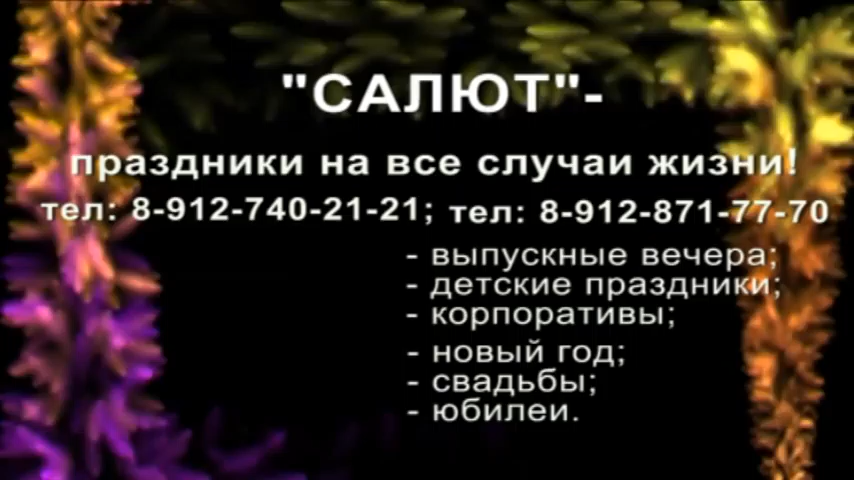 "САЛЮТ"-
праздники на все случаи жизни!
тел: 8-912-740-21-21; тел: 8-912-871-77-70
- выпускные вечера;
- детские праздники;
- корпоративы;
- новый год;
- свадьбы;
- юбилеи.